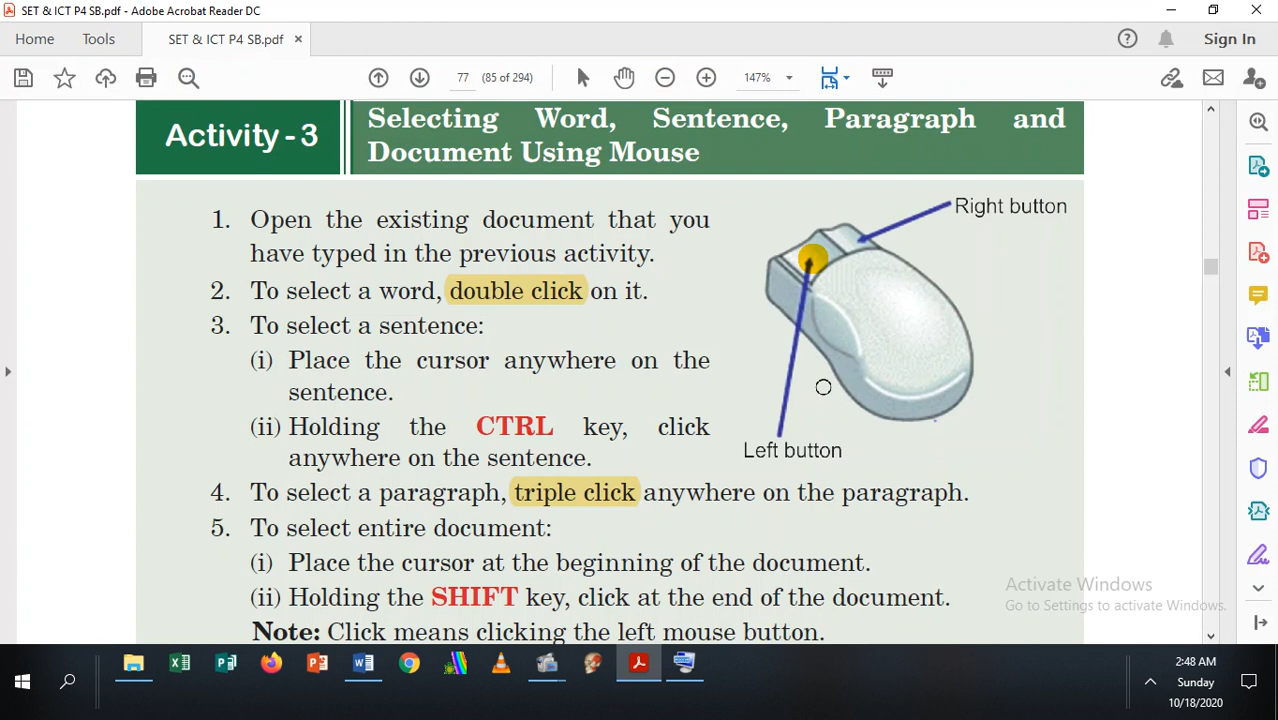 SET & ICT P4 SB.pdf - Adobe Acrobat Reader DC
Home Tools SET & ICT P4 SB.pdf × Sign In
77 (85 of 294) 147%
Activity - 3
Selecting Word, Sentence, Paragraph and
Document Using Mouse
Right button
1. Open the existing document that you
have typed in the previous activity.
2. To select a word, double click on it.
3. To select a sentence:
(i) Place the cursor anywhere on the
sentence.
(ii) Holding the CTRL key, click
anywhere on the sentence.
Left button
4. To select a paragraph, triple click anywhere on the paragraph.
5. To select entire document:
(i) Place the cursor at the beginning of the document.
(ii) Holding the SHIFT key, click at the end of the document.
Note: Click means clicking the left mouse button.
Activate Windows
Go to Settings to activate Windows.
2:48 AM
Sunday
10/18/2020